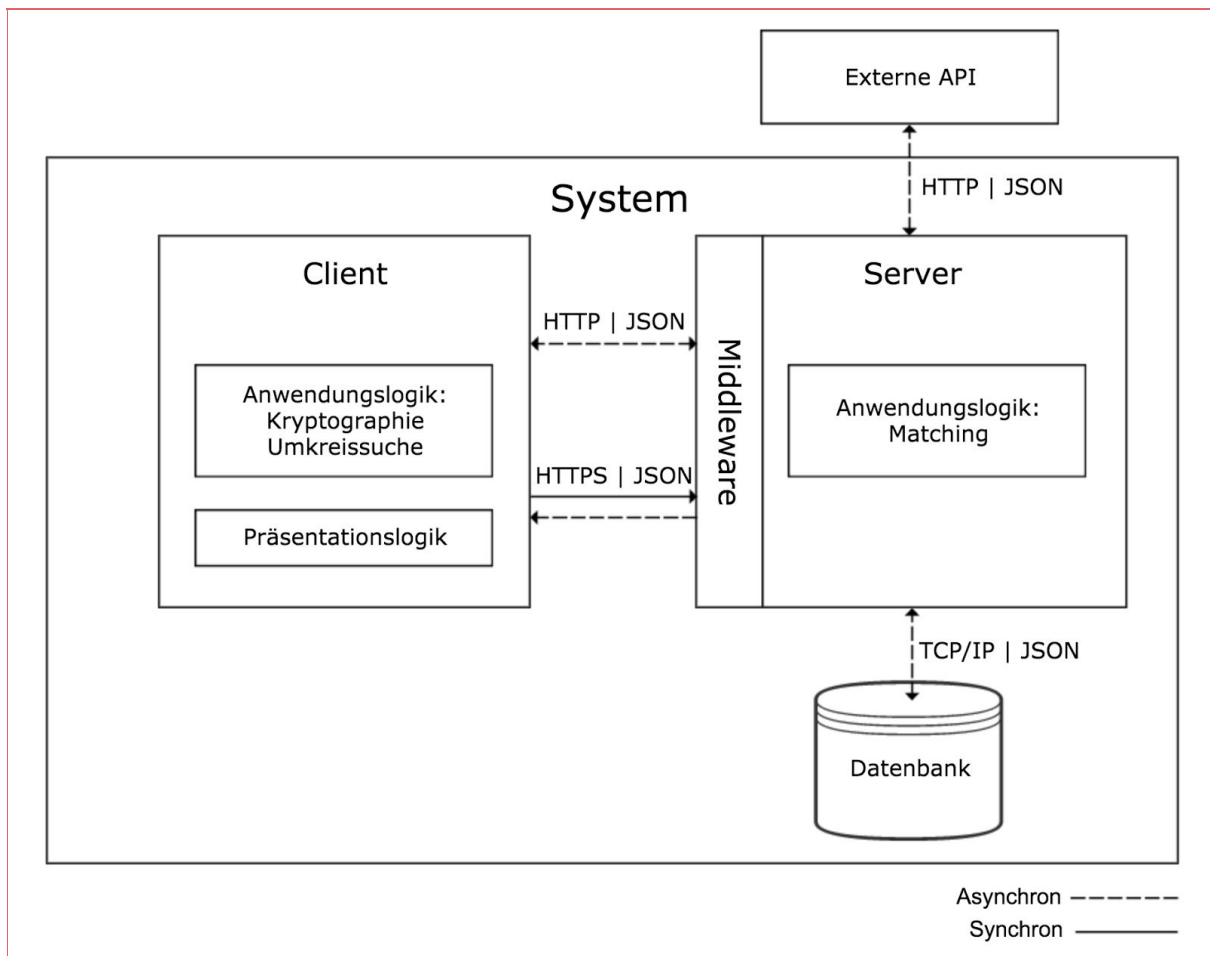 Externe API
HTTP | JSON
System
Client
Server
HTTP | JSON
Middleware
Anwendungslogik:
Kryptographie
Umkreissuche
Anwendungslogik:
Matching
HTTPS | JSON
Präsentationslogik
TCP/IP | JSON
Datenbank
Asynchron
Synchron